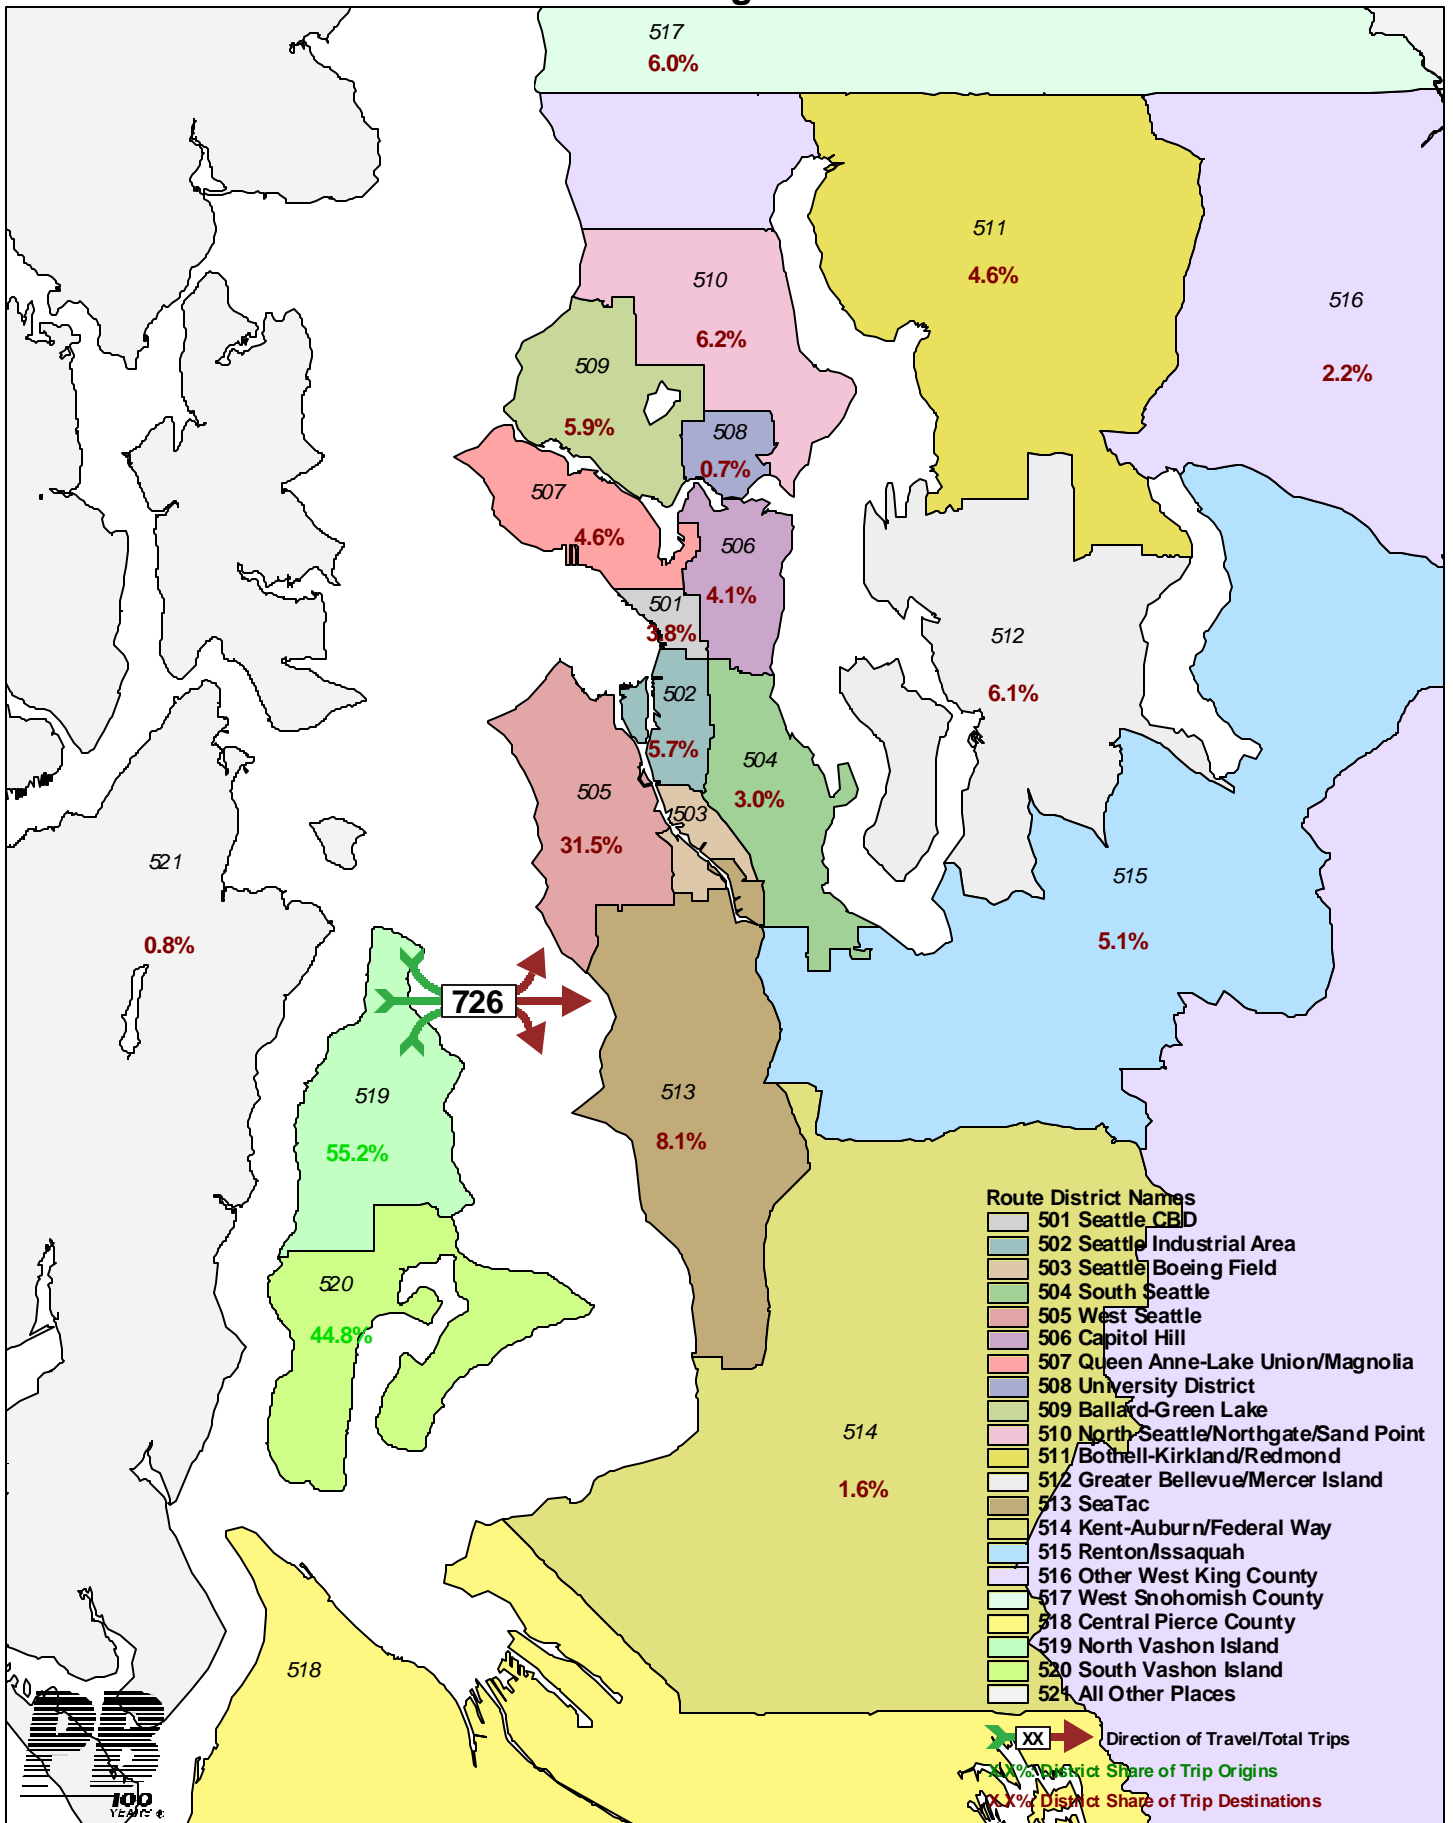 g
517
6.0%
511
4.6%
510
6.2%
516
2.2%
509
5.9%
508
0.7%
507
4.6%
506
4.1%
501
3.8%
512
6.1%
502
5.7%
504
3.0%
505
31.5%
503
521
0.8%
515
5.1%
726
519
55.2%
513
8.1%
520
44.8%
514
1.6%
518
Route District Names
501 Seattle CBD
502 Seattle Industrial Area
503 Seattle Boeing Field
504 South Seattle
505 West Seattle
506 Capitol Hill
507 Queen Anne-Lake Union/Magnolia
508 University District
509 Ballard-Green Lake
510 North Seattle/Northgate/Sand Point
511 Bothell-Kirkland/Redmond
512 Greater Bellevue/Mercer Island
513 SeaTac
514 Kent-Auburn/Federal Way
515 Renton/Issaquah
516 Other West King County
517 West Snohomish County
518 Central Pierce County
519 North Vashon Island
520 South Vashon Island
521 All Other Places
XX Direction of Travel/Total Trips
X.X%: District Share of Trip Origins
X.X%: District Share of Trip Destinations
PB
100
YEARS